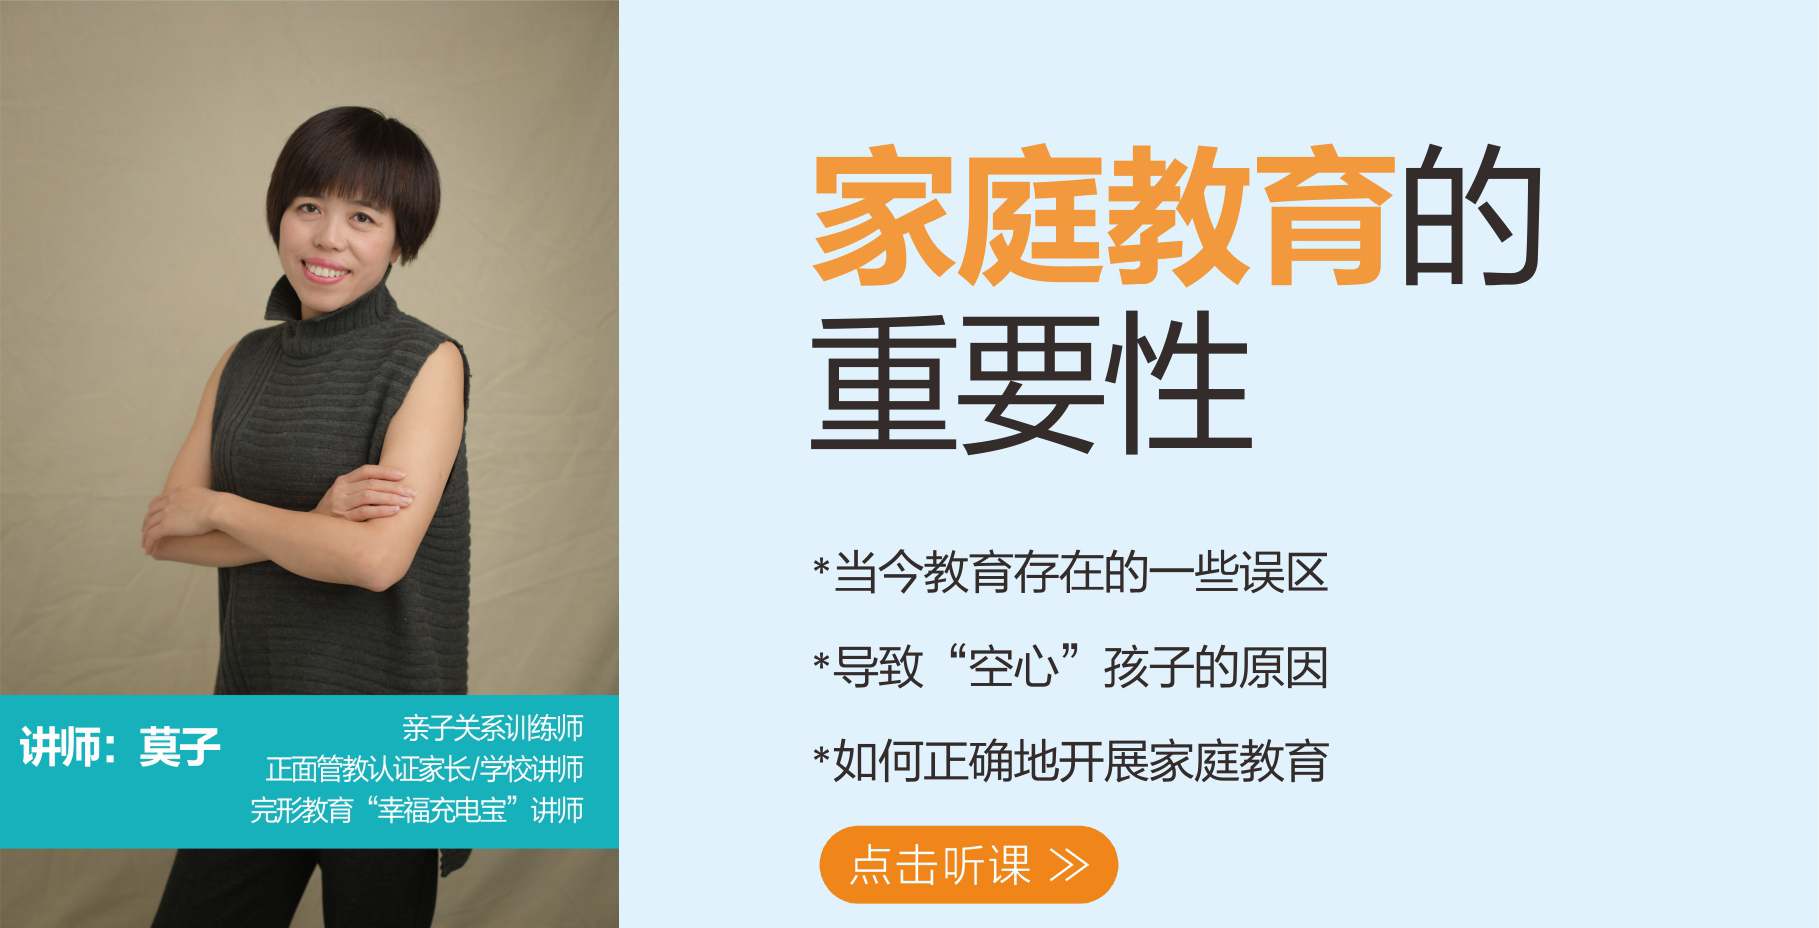 家庭教育的
重要性
*当今教育存在的一些误区
*导致“空心”孩子的原因
*如何正确地开展家庭教育
点击听课
讲师：莫子
亲子关系训练师
正面管教认证家长/学校讲师
完形教育“幸福充电宝”讲师